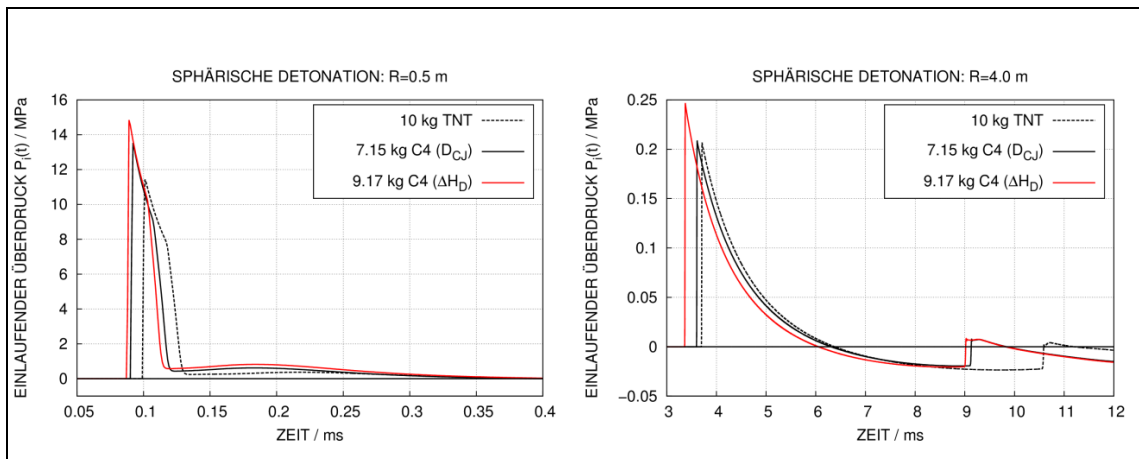 SPHÄRISCHE DETONATION: R=0.5 m
EINLAUFENDER ÜBERDRUCK P_i(t) / MPa
16
14
12
10
8
6
4
2
0
10 kg TNT
7.15 kg C4 (D_CJ)
9.17 kg C4 (ΔH_D)
0.05 0.1 0.15 0.2 0.25 0.3 0.35 0.4
ZEIT / ms
SPHÄRISCHE DETONATION: R=4.0 m
EINLAUFENDER ÜBERDRUCK P_i(t) / MPa
0.25
0.2
0.15
0.1
0.05
0
−0.05
10 kg TNT
7.15 kg C4 (D_CJ)
9.17 kg C4 (ΔH_D)
3 4 5 6 7 8 9 10 11 12
ZEIT / ms